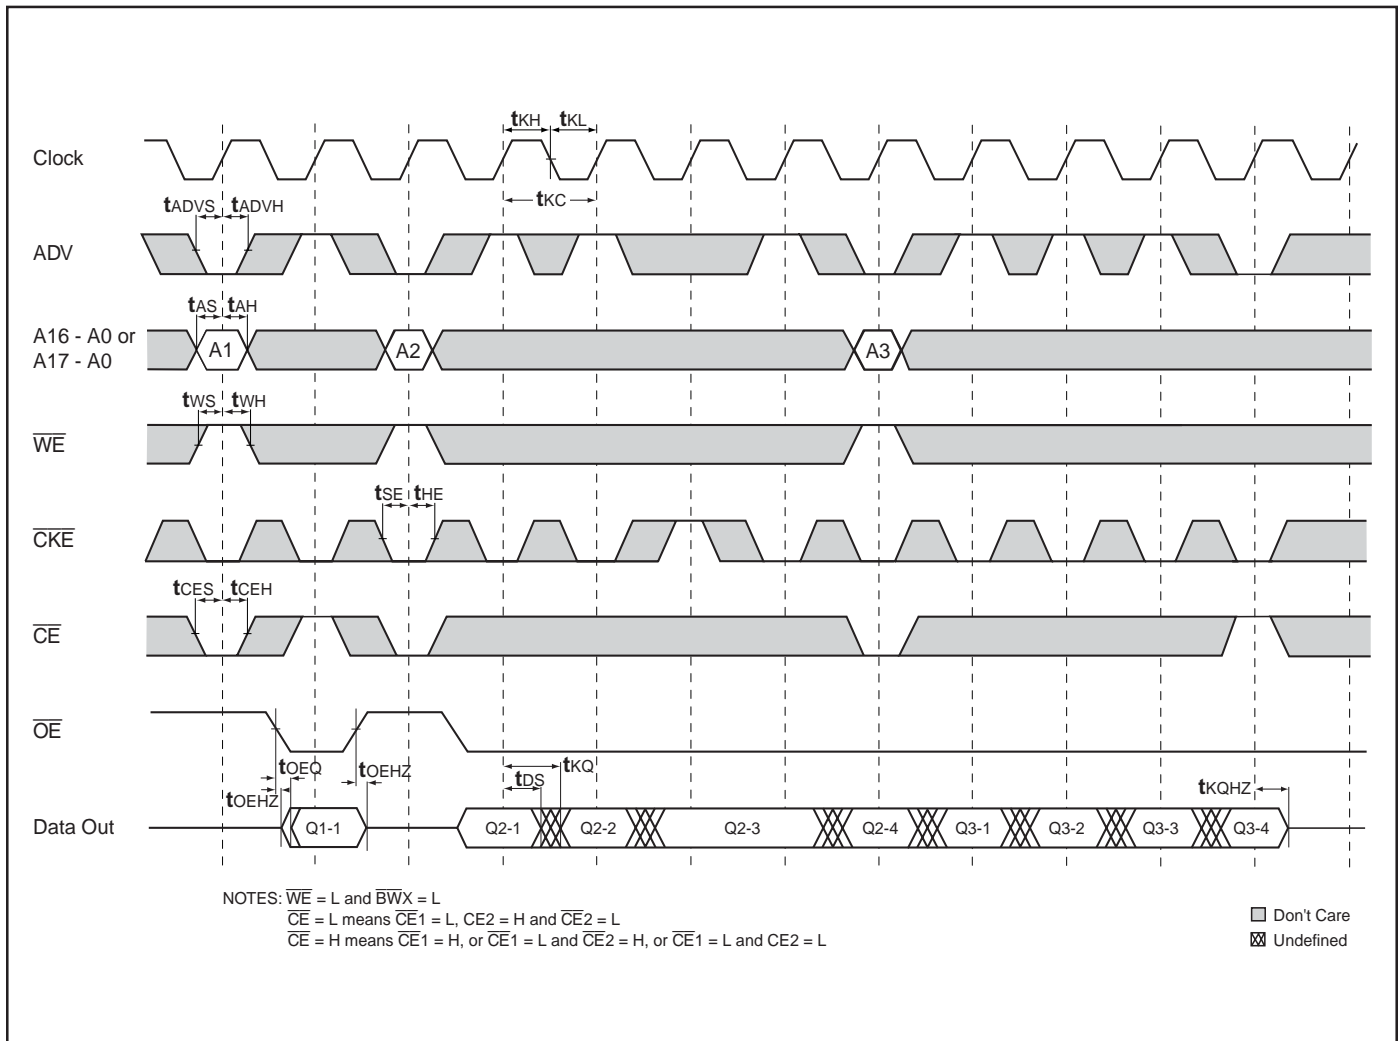 tKH tKL
Clock
tKC
tADVS tADVH
ADV
tAS tAH
A16 - A0 or
A17 - A0
A1 A2 A3
tWS tWH
WE
tSE tHE
CKE
tCES tCEH
CE
OE
tOEQ tOEHZ tDS tKQ
tOEHZ tKQHZ
Data Out Q1-1 Q2-1 Q2-2 Q2-3 Q2-4 Q3-1 Q3-2 Q3-3 Q3-4
NOTES: WE = L and BWX = L
CE = L means CE1 = L, CE2 = H and CE2 = L
CE = H means CE1 = H, or CE1 = L and CE2 = H, or CE1 = L and CE2 = L
Don't Care
Undefined